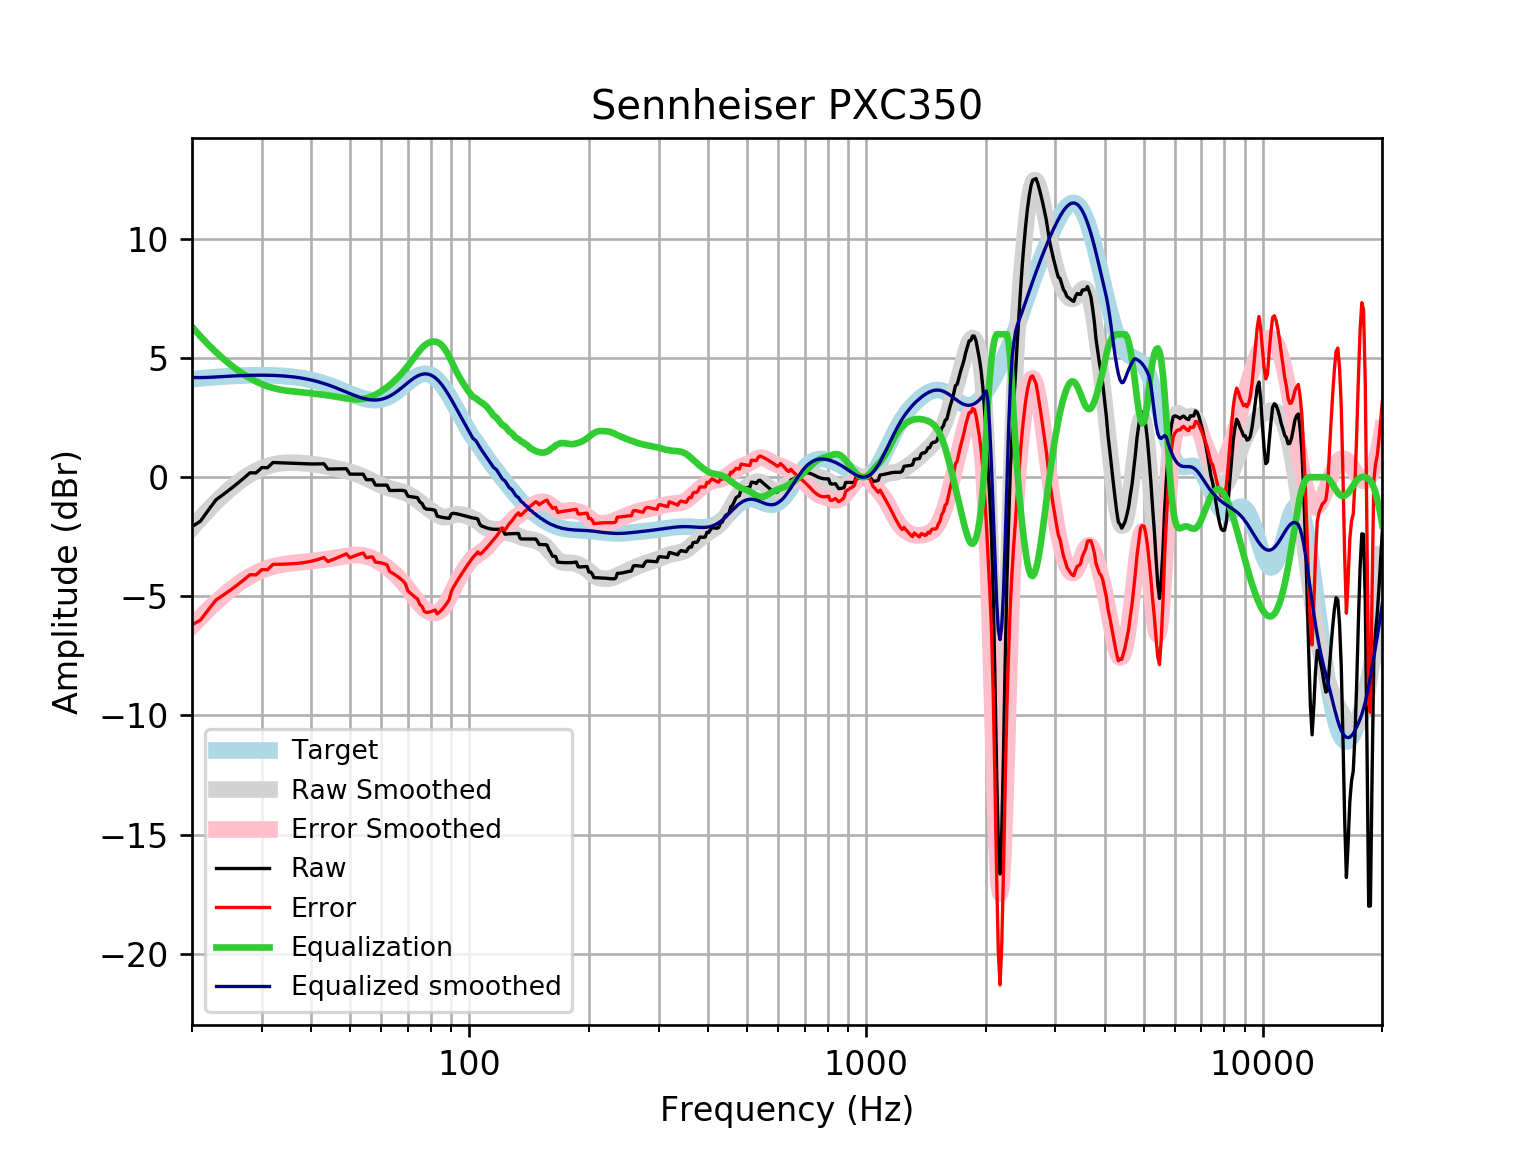 Sennheiser PXC350
Amplitude (dBr)
10
5
0
−5
−10
−15
−20
Target
Raw Smoothed
Error Smoothed
Raw
Error
Equalization
Equalized smoothed
100
1000
10000
Frequency (Hz)